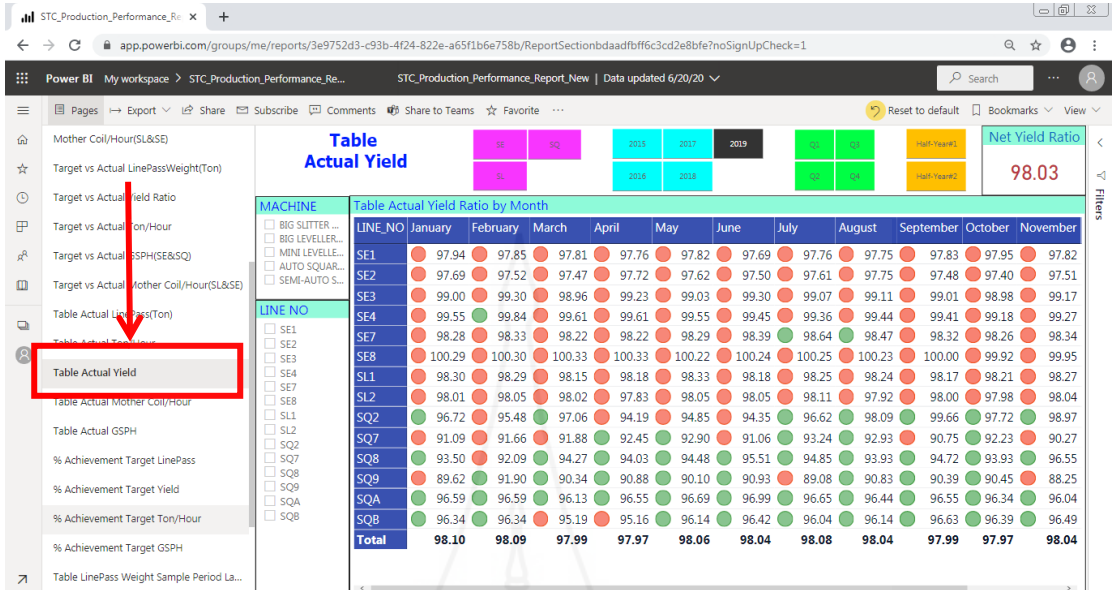 STC_Production_Performance_Re
app.powerbi.com/groups/me/reports/3e9752d3-c93b-4f24-822e-a65f1b6e758b/ReportSectionbdaadfbff6c3cd2e8bfe?noSignUpCheck=1
Power BI My workspace > STC_Production_Performance_Re... STC_Production_Performance_Report_New | Data updated 6/20/20 Search
Pages Export Share Subscribe Comments Share to Teams Favorite Reset to default Bookmarks View
Mother Coil/Hour(SL&SE)
Target vs Actual LinePassWeight(Ton)
Target vs Actual Yield Ratio
Target vs Actual Ton/Hour
Target vs Actual GSPH(SE&SQ)
Target vs Actual Mother Coil/Hour(SL&SE)
Table Actual LinePass(Ton)
Table Actual Ton/Hour
Table Actual Yield
Table Actual Mother Coil/Hour
Table Actual GSPH
% Achievement Target LinePass
% Achievement Target Yield
% Achievement Target Ton/Hour
% Achievement Target GSPH
Table LinePass Weight Sample Period La...
Table
Actual Yield
SE SQ
SL
2015 2017 2019
2016 2018
Q1 Q3
Q2 Q4
Half-Year#1
Half-Year#2
Net Yield Ratio
98.03
Filters
MACHINE
BIG SLITTER ...
BIG LEVELLER...
MINI LEVELLE...
AUTO SQUAR...
SEMI-AUTO S...
LINE NO
SE1
SE2
SE3
SE4
SE7
SE8
SL1
SL2
SQ2
SQ7
SQ8
SQ9
SQA
SQB
Table Actual Yield Ratio by Month
LINE_NO January February March April May June July August September October November
SE1 97.94 97.85 97.81 97.76 97.82 97.69 97.76 97.75 97.83 97.95 97.82
SE2 97.69 97.52 97.47 97.72 97.62 97.50 97.61 97.75 97.48 97.40 97.51
SE3 99.00 99.30 98.96 99.23 99.03 99.30 99.07 99.11 99.01 98.98 99.17
SE4 99.55 99.84 99.61 99.61 99.55 99.45 99.36 99.44 99.41 99.18 99.27
SE7 98.28 98.33 98.22 98.22 98.29 98.39 98.64 98.47 98.32 98.26 98.34
SE8 100.29 100.30 100.33 100.33 100.22 100.24 100.25 100.23 100.00 99.92 99.95
SL1 98.30 98.29 98.15 98.18 98.33 98.18 98.25 98.24 98.17 98.21 98.27
SL2 98.01 98.05 98.02 97.83 98.05 98.05 98.11 97.92 98.00 97.98 98.04
SQ2 96.72 95.48 97.06 94.19 94.85 94.35 96.62 98.09 99.66 97.72 98.97
SQ7 91.09 91.66 91.88 92.45 92.90 91.06 93.24 92.93 90.75 92.23 90.27
SQ8 93.50 92.09 94.27 94.03 94.48 95.51 94.85 93.93 94.72 93.93 96.55
SQ9 89.62 91.90 90.34 90.88 90.10 90.93 89.08 90.83 90.39 90.45 88.25
SQA 96.59 96.59 96.13 96.55 96.69 96.99 96.65 96.44 96.55 96.34 96.04
SQB 96.34 96.34 95.19 95.16 96.14 96.42 96.04 96.14 96.63 96.39 96.49
Total 98.10 98.09 97.99 97.97 98.06 98.04 98.08 98.04 97.99 97.97 98.04